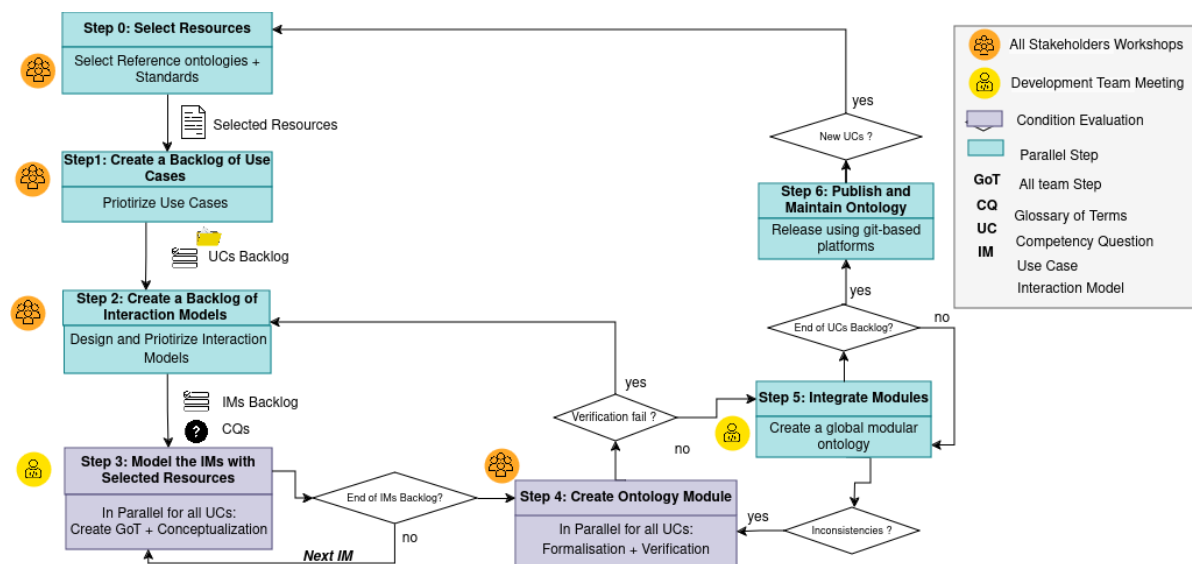 Step 0: Select Resources
Select Reference ontologies +
Standards
Selected Resources
Step1: Create a Backlog of Use
Cases
Priotirize Use Cases
UCs Backlog
Step 2: Create a Backlog of
Interaction Models
Design and Priotirize Interaction
Models
IMs Backlog
?
CQs
Step 3: Model the IMs with
Selected Resources
In Parallel for all UCs:
Create GoT + Conceptualization
End of IMs Backlog?
no
Next IM
Step 4: Create Ontology Module
In Parallel for all UCs:
Formalisation + Verification
Verification fail ?
yes
no
Step 5: Integrate Modules
Create a global modular
ontology
Inconsistencies ?
yes
End of UCs Backlog?
no
yes
Step 6: Publish and
Maintain Ontology
Release using git-based
platforms
New UCs ?
yes
All Stakeholders Workshops
Development Team Meeting
Condition Evaluation
Parallel Step
GoT
All team Step
CQ
Glossary of Terms
UC
Competency Question
IM
Use Case
Interaction Model